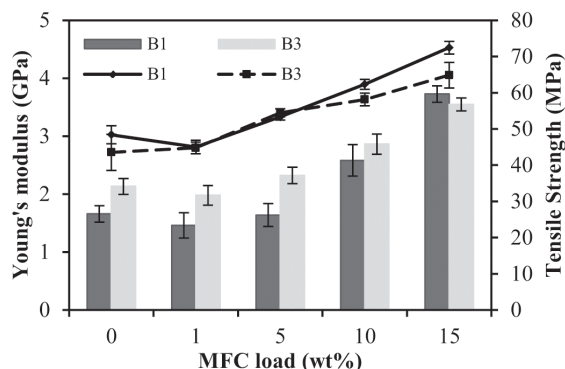 B1
B3
B1
B3
Young's modulus (GPa)
5
4
3
2
1
0
80
70
60
50
40
30
20
10
0
Tensile Strength (MPa)
0 1 5 10 15
MFC load (wt%)